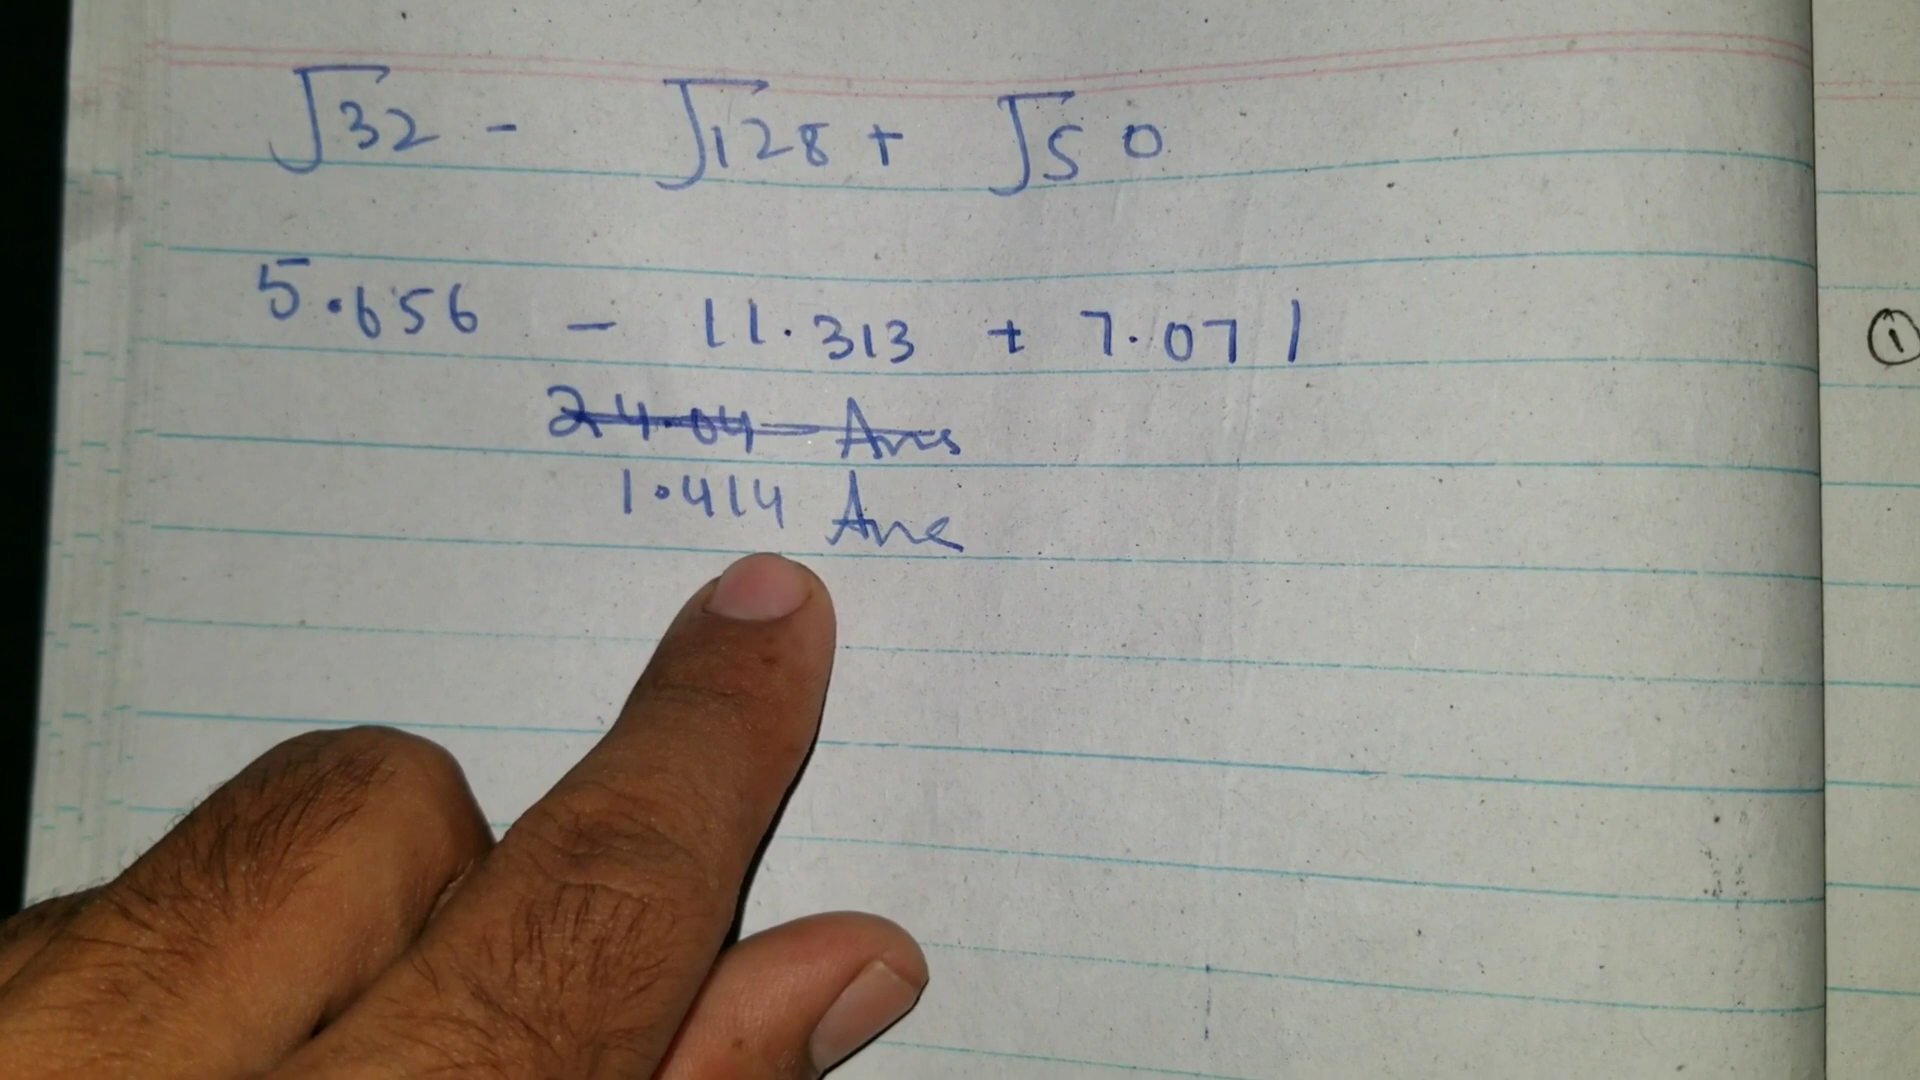 √32 - √128 + √50
5.656 - 11.313 + 7.071
24.04 Ans
1.414 Ans
①